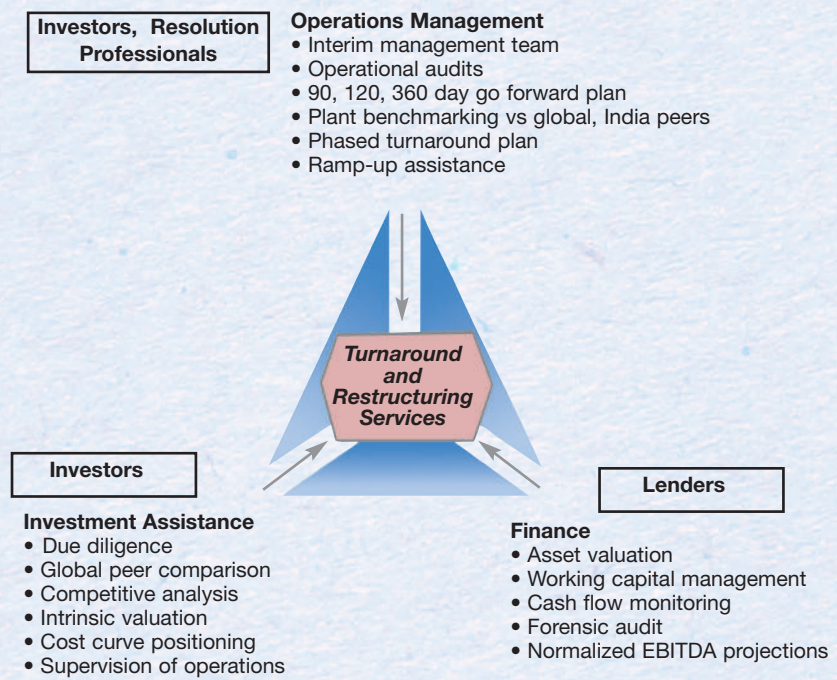 Investors, Resolution
Professionals
Operations Management
• Interim management team
• Operational audits
• 90, 120, 360 day go forward plan
• Plant benchmarking vs global, India peers
• Phased turnaround plan
• Ramp-up assistance
Turnaround
and
Restructuring
Services
Investors
Investment Assistance
• Due diligence
• Global peer comparison
• Competitive analysis
• Intrinsic valuation
• Cost curve positioning
• Supervision of operations
Lenders
Finance
• Asset valuation
• Working capital management
• Cash flow monitoring
• Forensic audit
• Normalized EBITDA projections